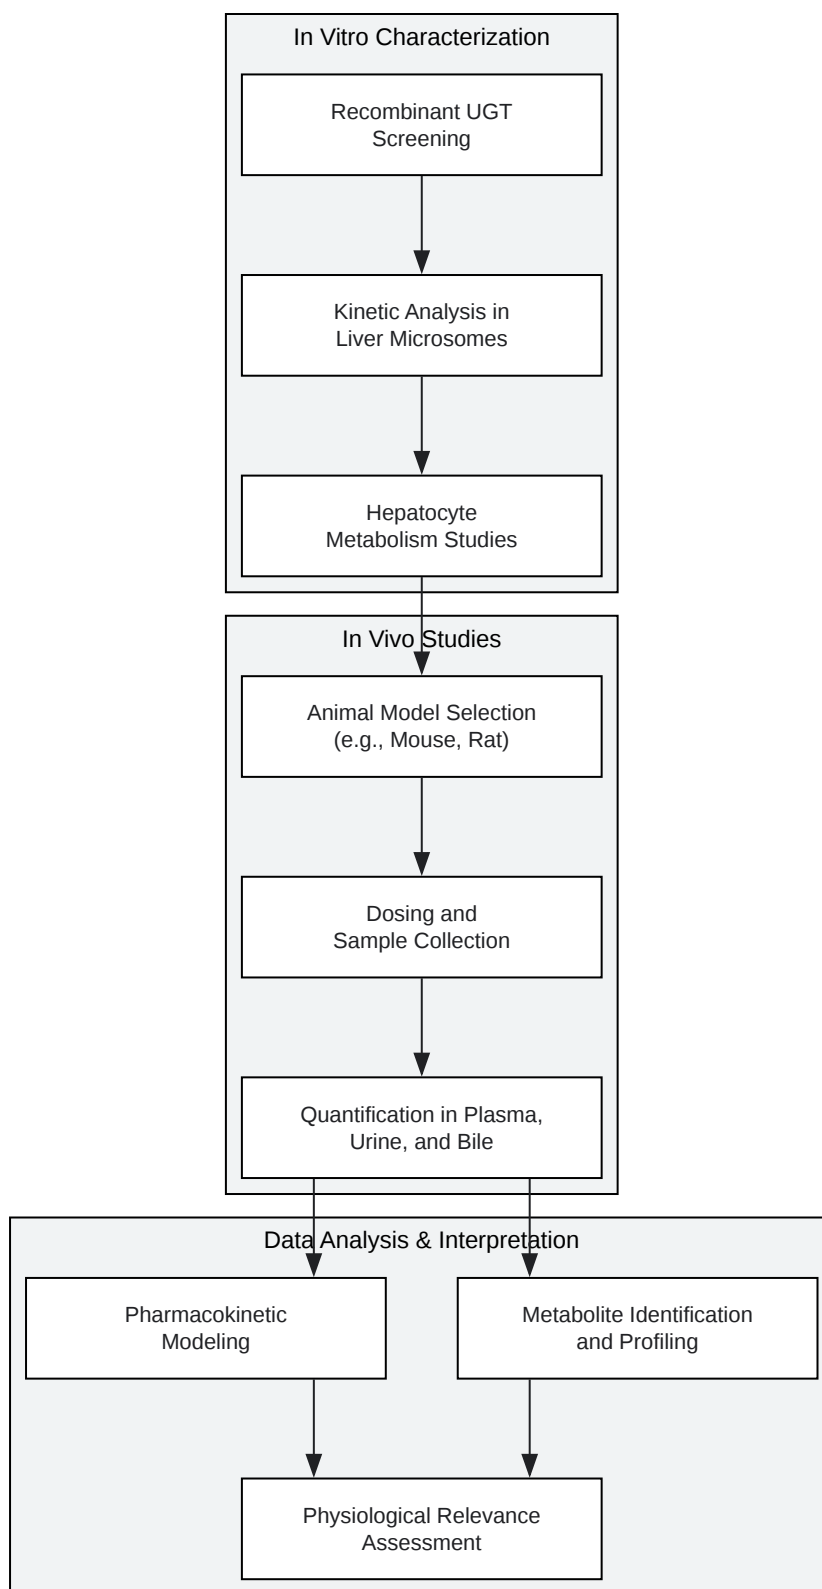 In Vitro Characterization
Recombinant UGT
Screening
Kinetic Analysis in
Liver Microsomes
Hepatocyte
Metabolism Studies
In Vivo Studies
Animal Model Selection
(e.g., Mouse, Rat)
Dosing and
Sample Collection
Quantification in Plasma,
Urine, and Bile
Data Analysis & Interpretation
Pharmacokinetic
Modeling
Metabolite Identification
and Profiling
Physiological Relevance
Assessment